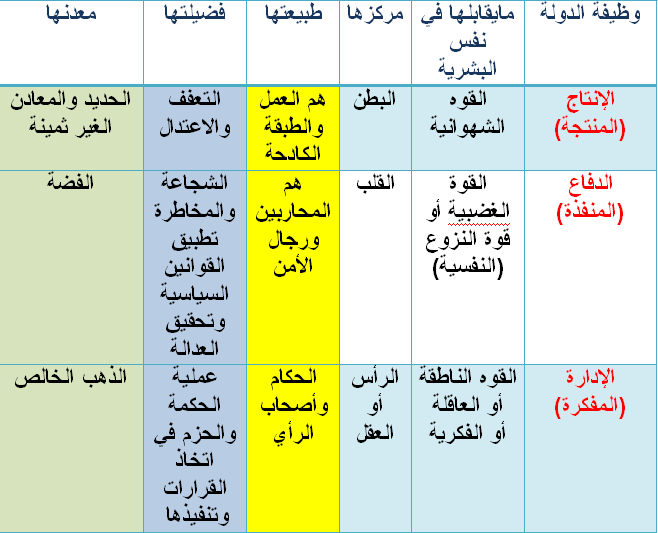 وظيفة الدولة
مايقابلها في
نفس
البشرية
مركزها
طبيعتها
فضيلتها
معدنها
الإنتاج
(المنتجة)
القوه
الشهوانية
البطن
هم العمل
والطبقة
الكادحة
التعفف
والاعتدال
الحديد والمعادن
الغير ثمينة
الدفاع
(المنفذة)
القوة
الغضبية أو
قوة النزوع
(النفسية)
القلب
هم
المحاربين
ورجال
الأمن
الشجاعة
والمخاطرة
تطبيق
القوانين
السياسية
وتحقيق
العدالة
الفضة
الإدارة
(المفكرة)
القوه الناطقة
أو العاقلة
أو الفكرية
الرأس
أو
العقل
الحكام
وأصحاب
الرأي
عملية
الحكمة
والحزم في
اتخاذ
القرارات
وتنفيذها
الذهب الخالص